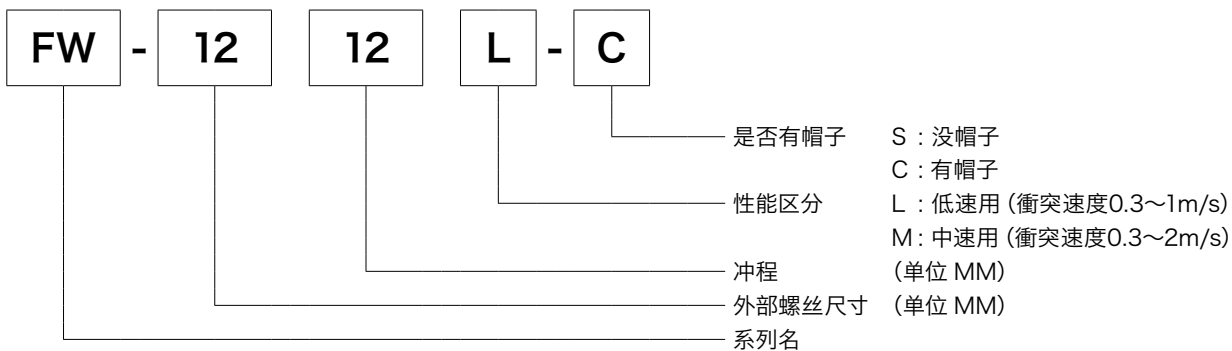 FW - 12 12 L - C
是否有帽子 S : 没帽子
C : 有帽子
性能区分 L : 低速用 (衝突速度0.3～1m/s)
M : 中速用 (衝突速度0.3～2m/s)
冲程 (单位 MM)
外部螺丝尺寸 (单位 MM)
系列名